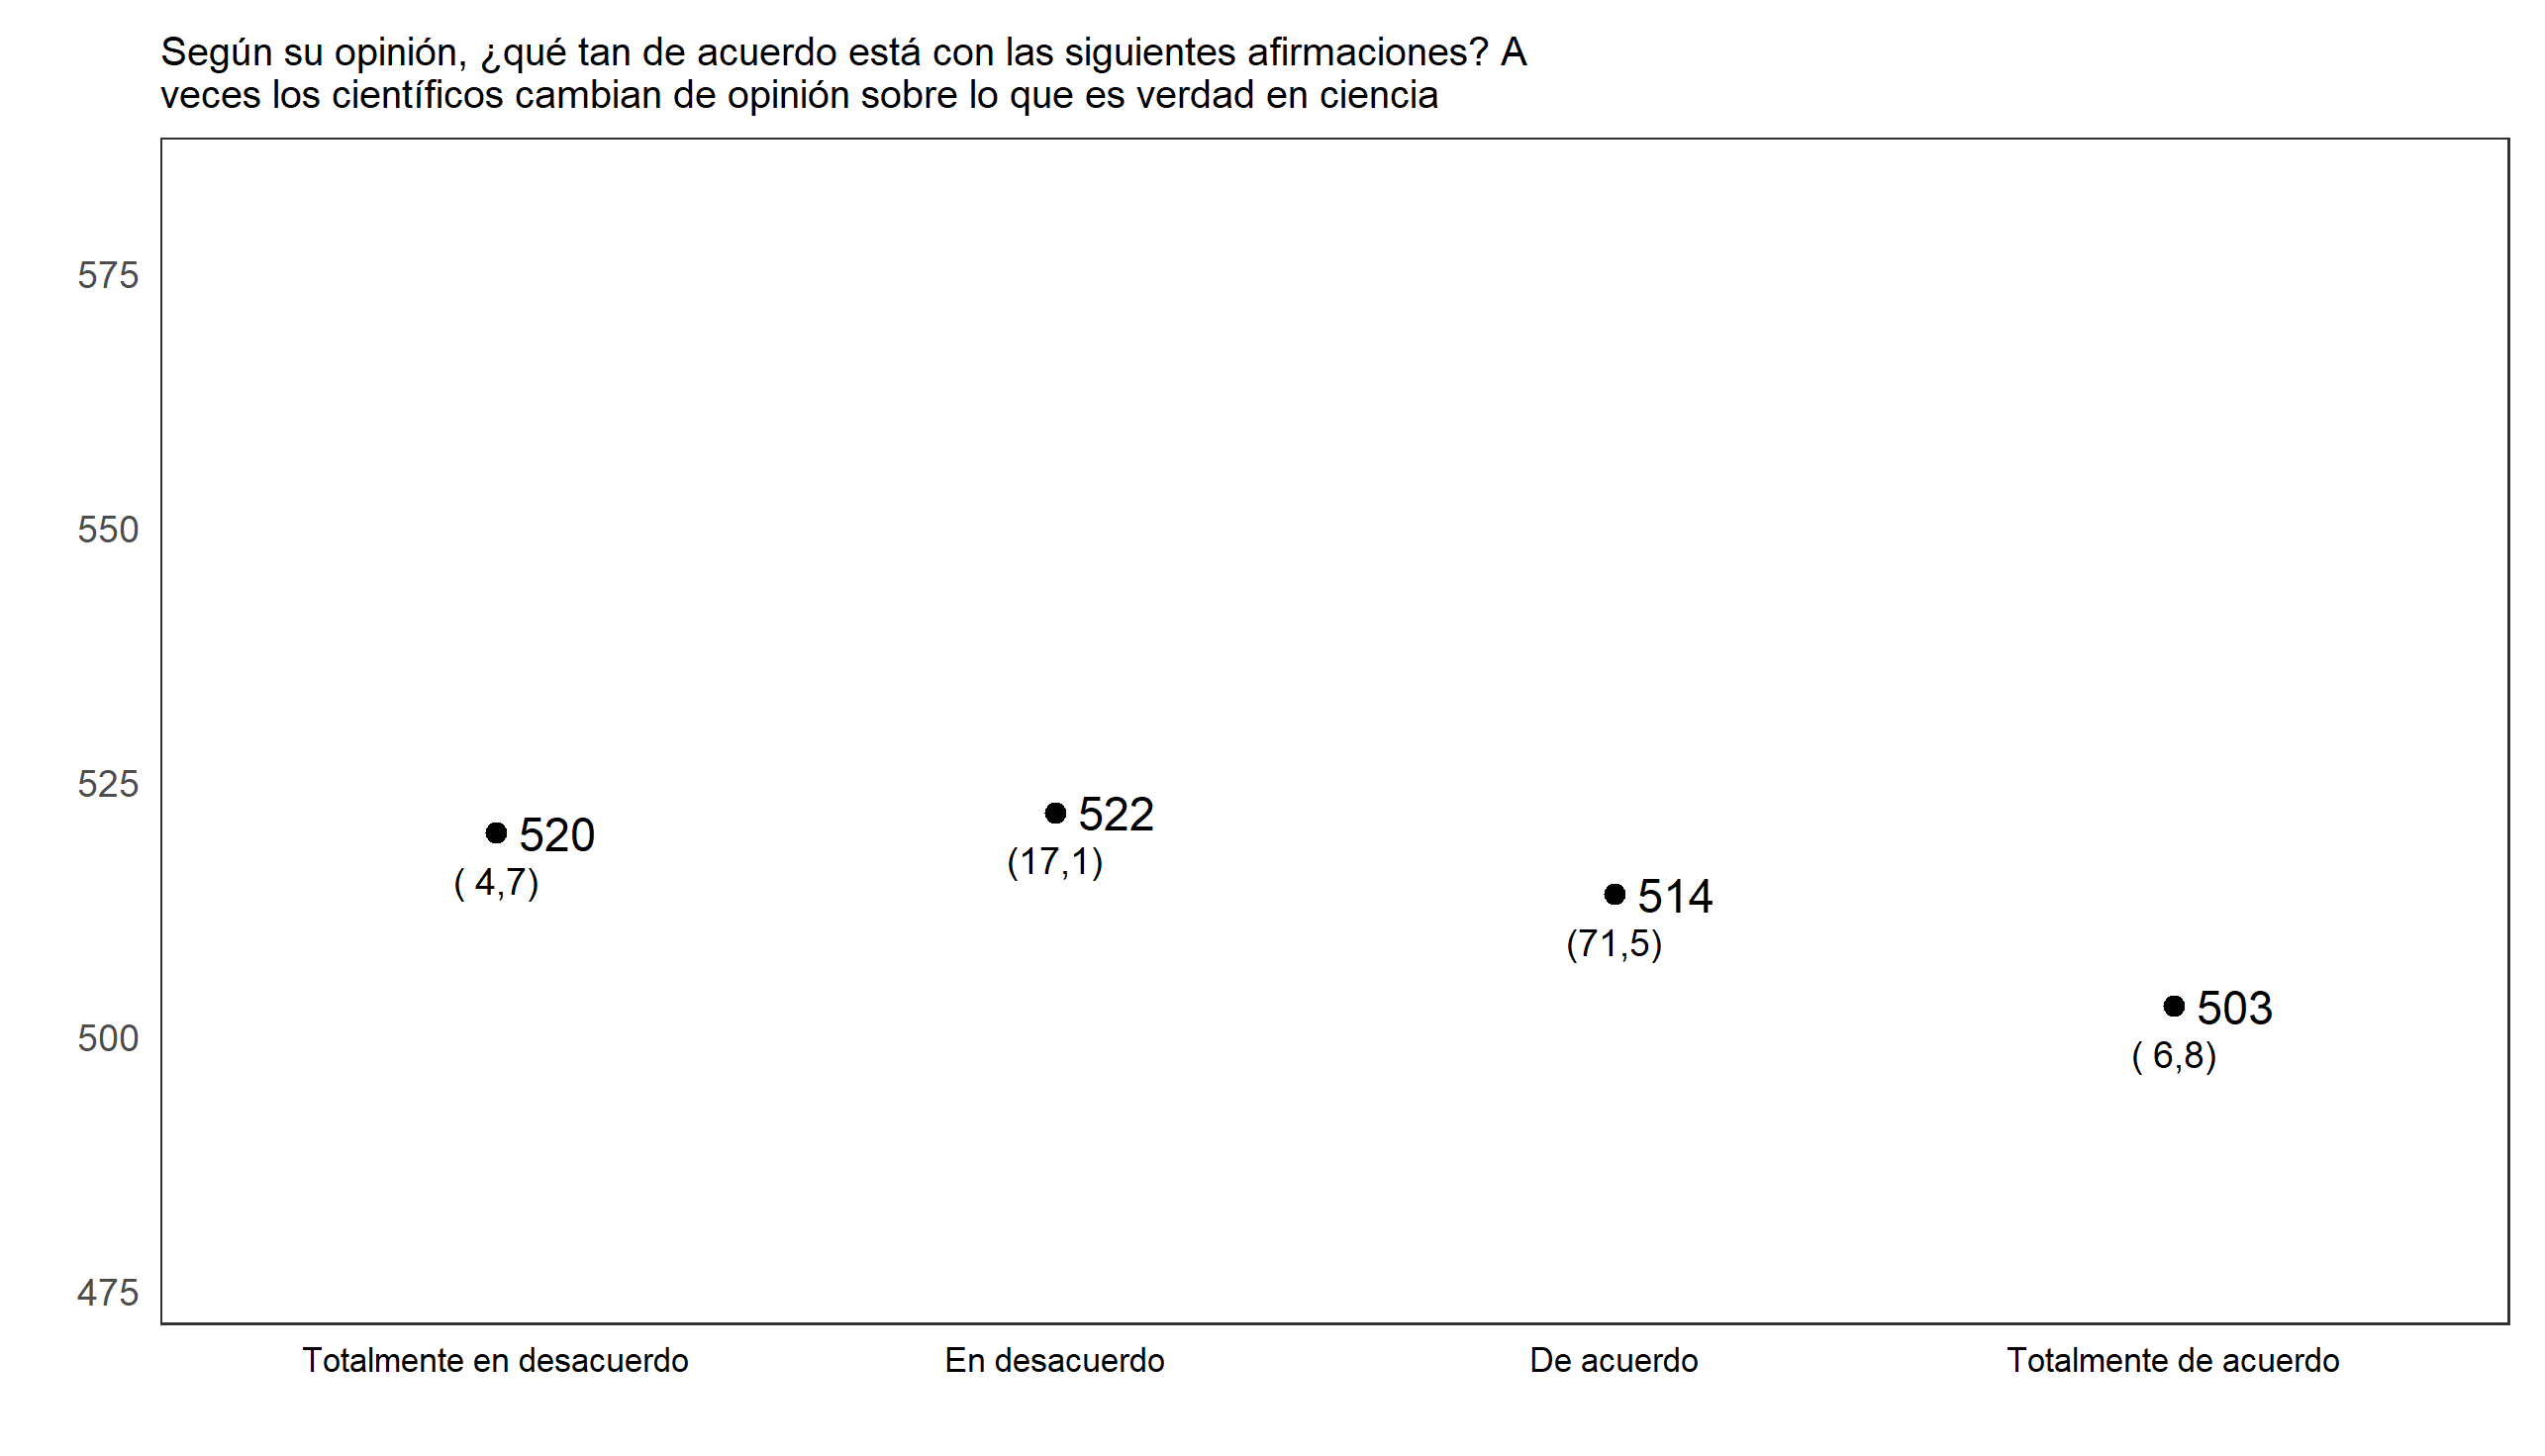 Según su opinión, ¿qué tan de acuerdo está con las siguientes afirmaciones? A
veces los científicos cambian de opinión sobre lo que es verdad en ciencia
575
550
525
500
475
520
( 4,7)
522
(17,1)
514
(71,5)
503
( 6,8)
Totalmente en desacuerdo
En desacuerdo
De acuerdo
Totalmente de acuerdo